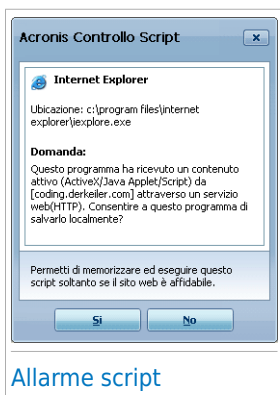 Acronis Controllo Script
Internet Explorer
Ubicazione: c:\program files\internet
explorer\iexplore.exe
Domanda:
Questo programma ha ricevuto un contenuto
attivo (ActiveX/Java Applet/Script) da
[coding.derkeiler.com] attraverso un servizio
web(HTTP). Consentire a questo programma di
salvarlo localmente?
Permetti di memorizzare ed eseguire questo
script soltanto se il sito web è affidabile.
Si No
Allarme script